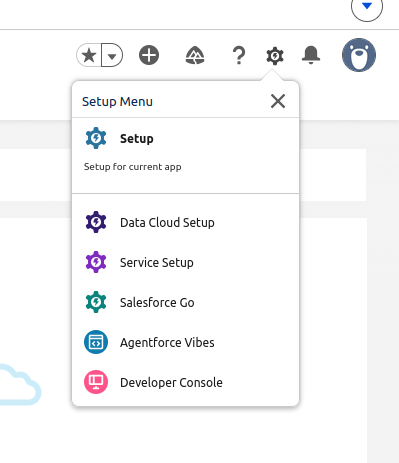 Setup Menu
Setup
Setup for current app
Data Cloud Setup
Service Setup
Salesforce Go
Agentforce Vibes
Developer Console